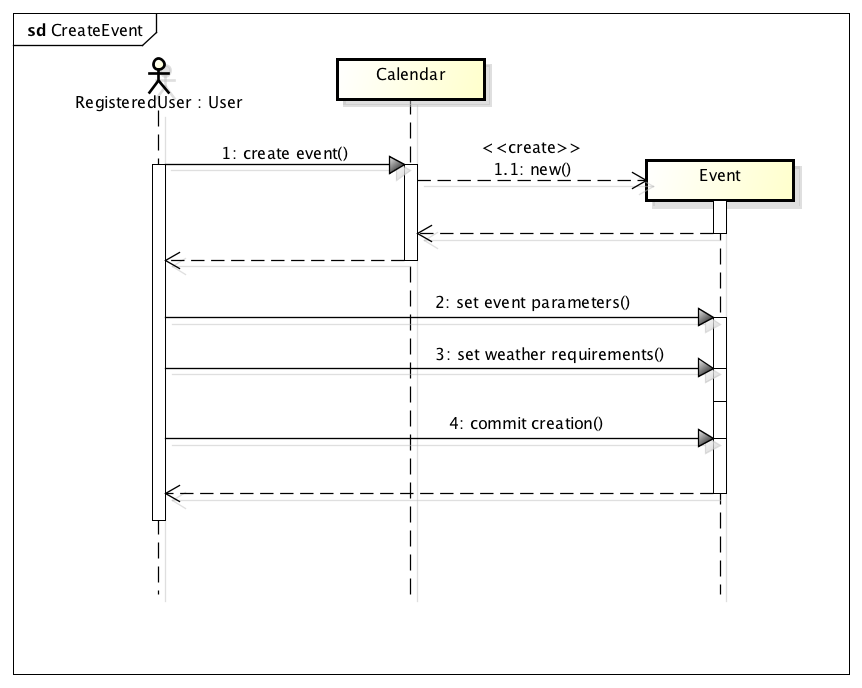 sd CreateEvent
RegisteredUser : User
Calendar
1: create event()
<<create>>
1.1: new()
Event
2: set event parameters()
3: set weather requirements()
4: commit creation()